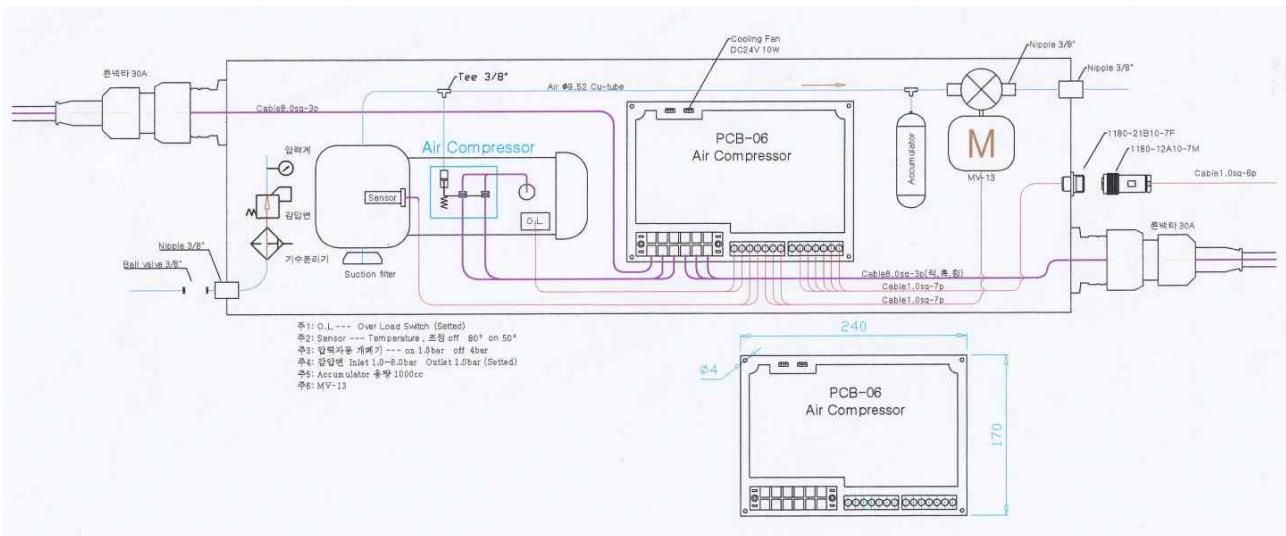 콘넥타 30A
Cable8.0sq-3p
Tee 3/8"
Air Ø9.52 Cu-tube
Cooling Fan
DC24V 10W
Nipple 3/8"
Nipple 3/8"
압력계
감압변
기수분리기
Nipple 3/8"
Ball valve 3/8"
Air Compressor
Sensor
O.L
Suction filter
PCB-06
Air Compressor
Accumulator
M
MV-13
1180-21B10-7F
1180-12A10-7M
Cable1.0sq-6p
콘넥타 30A
Cable8.0sq-3p(적,흑,청)
Cable1.0sq-7p
Cable1.0sq-7p
주1: O.L --- Over Load Switch (Setted)
주2: Sensor --- Temperature, 조정 off 80° on 50°
주3: 압력자동 개폐기 --- on 1.0bar off 4bar
주4: 감압변 Inlet 1.0~8.0bar Outlet 1.0bar (Setted)
주5: Accumulator 용량 1000cc
주6: MV-13
240
Ø4
PCB-06
Air Compressor
170